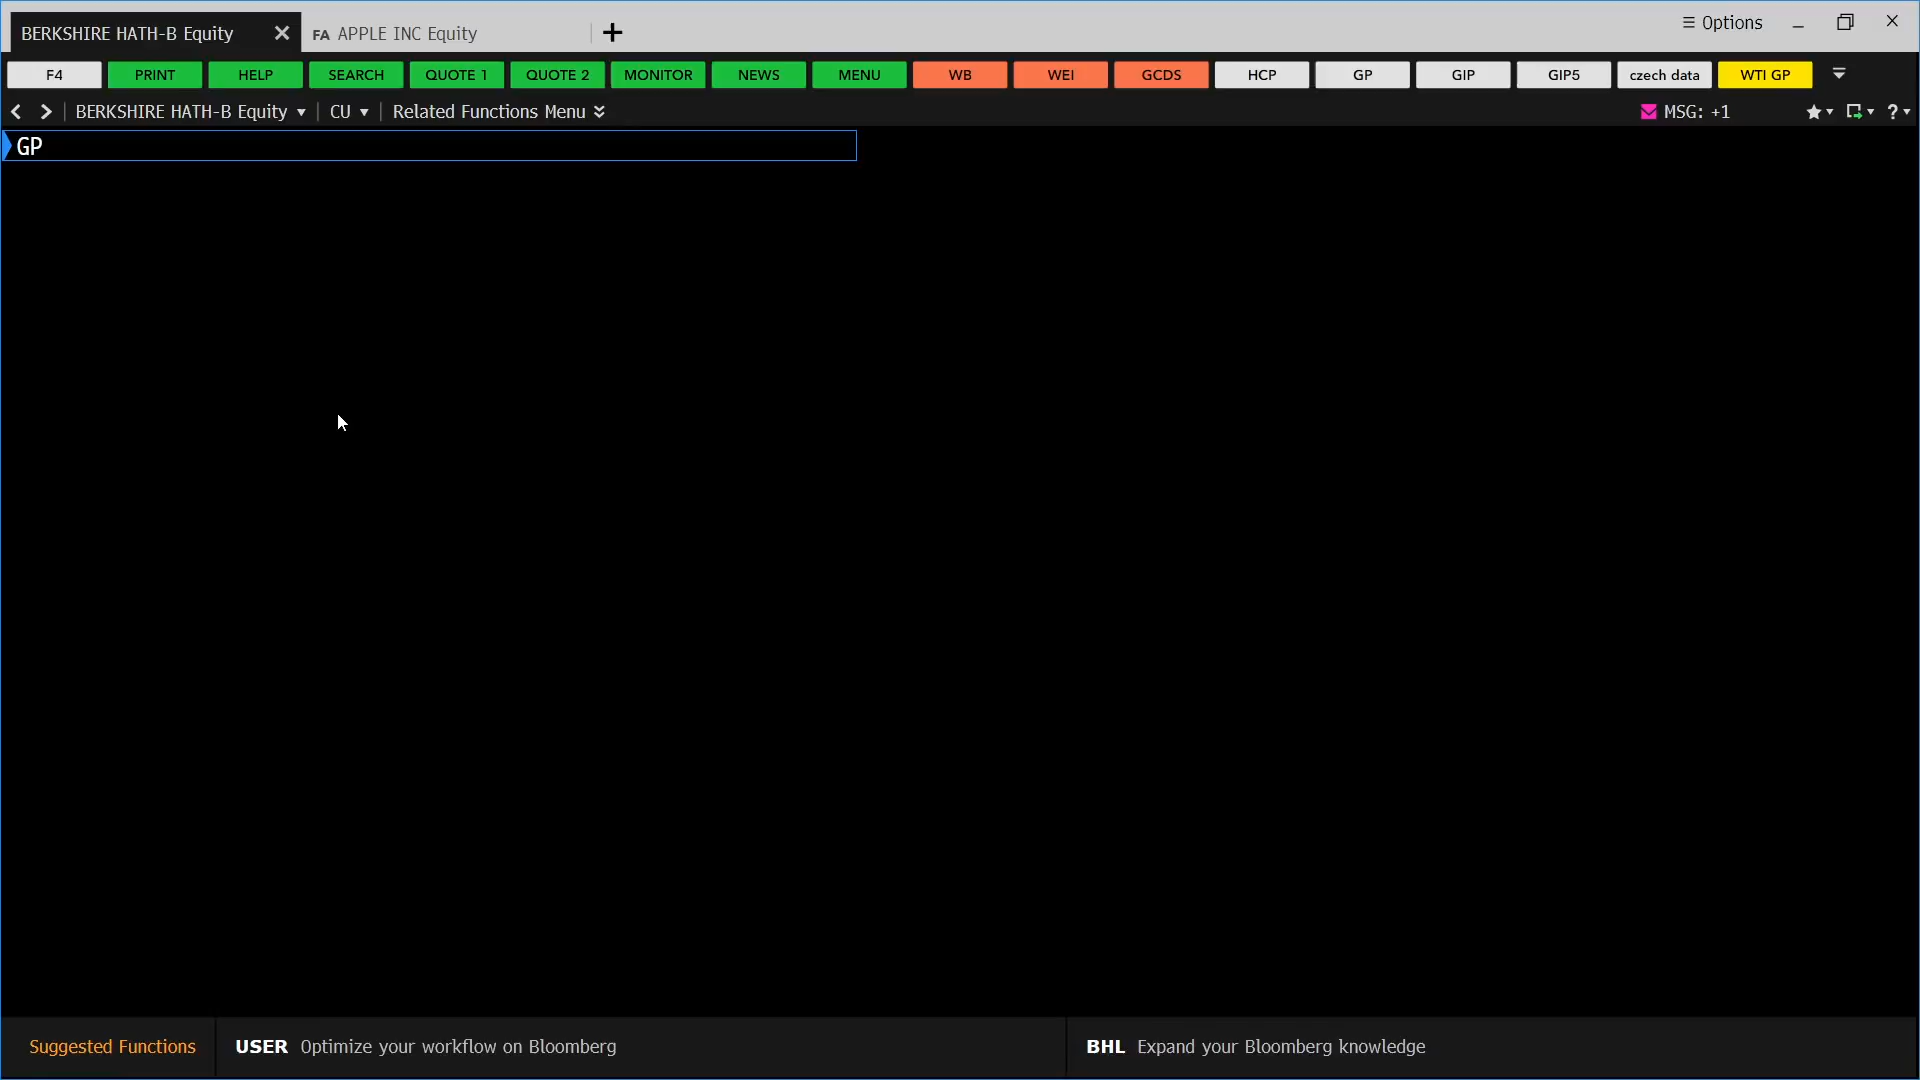 BERKSHIRE HATH-B Equity FA APPLE INC Equity Options
F4 PRINT HELP SEARCH QUOTE 1 QUOTE 2 MONITOR NEWS MENU WB WEI GCDS HCP GP GIP GIP5 czech data WTI GP
BERKSHIRE HATH-B Equity CU Related Functions Menu MSG: +1 ?
GP
Suggested Functions USER Optimize your workflow on Bloomberg BHL Expand your Bloomberg knowledge